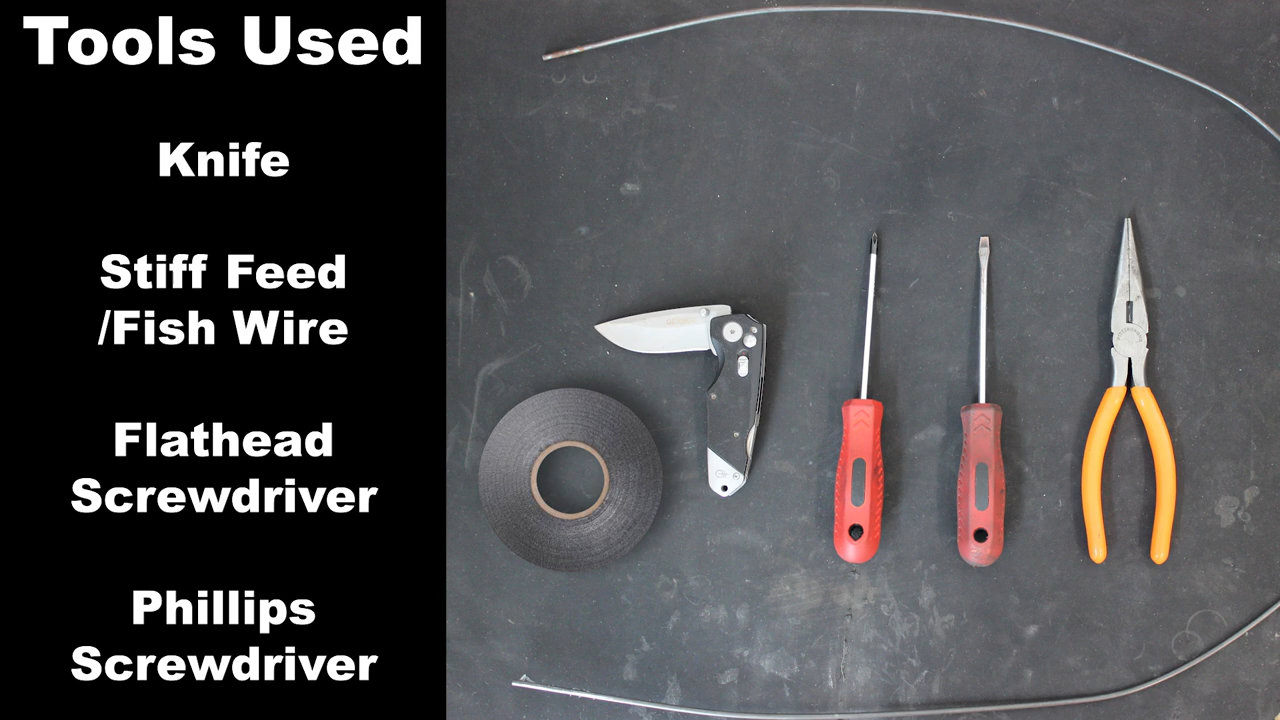 Tools Used
Knife
Stiff Feed
/Fish Wire
Flathead
Screwdriver
Phillips
Screwdriver